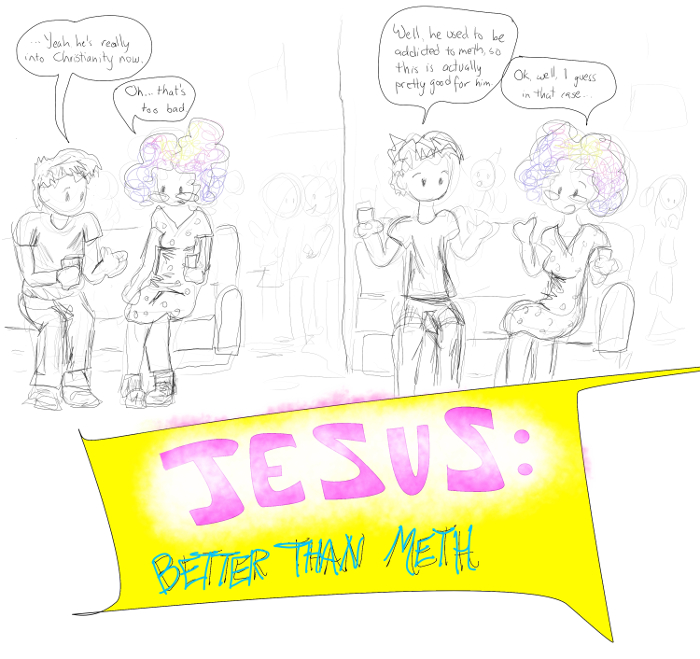 ...Yeah, he's really
into Christianity now.
Oh... that's
too bad
Well, he used to be
addicted to meth, so
this is actually
pretty good for him
Ok, well, I guess
in that case...
JESUS:
BETTER THAN METH